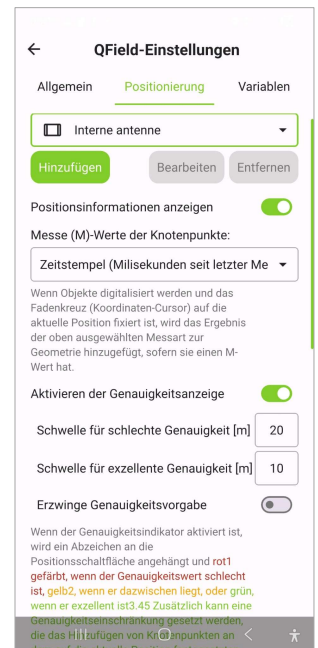 QField-Einstellungen
Allgemein
Positionierung
Variablen
Interne antenne
Hinzufügen
Bearbeiten
Entfernen
Positionsinformationen anzeigen
Messe (M)-Werte der Knotenpunkte:
Zeitstempel (Milisekunden seit letzter Me
Wenn Objekte digitalisiert werden und das
Fadenkreuz (Koordinaten-Cursor) auf die
aktuelle Position fixiert ist, wird das Ergebnis
der oben ausgewählten Messart zur
Geometrie hinzugefügt, sofern sie einen M-
Wert hat.
Aktivieren der Genauigkeitsanzeige
Schwelle für schlechte Genauigkeit [m]
20
Schwelle für exzellente Genauigkeit [m]
10
Erzwinge Genauigkeitsvorgabe
Wenn der Genauigkeitsindikator aktiviert ist,
wird ein Abzeichen an die
Positionsschaltfläche angehängt und rot1
gefärbt, wenn der Genauigkeitswert schlecht
ist, gelb2, wenn er dazwischen liegt, oder grün,
wenn er exzellent ist3.45 Zusätzlich kann eine
Genauigkeitseinschränkung gesetzt werden,
die das Hinzufügen von Knotenpunkten an